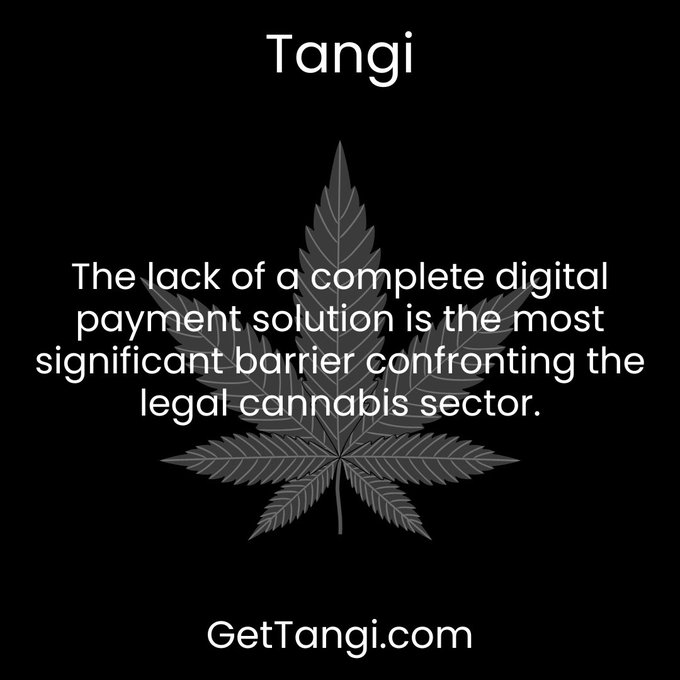 Tangi
The lack of a complete digital
payment solution is the most
significant barrier confronting the
legal cannabis sector.
GetTangi.com